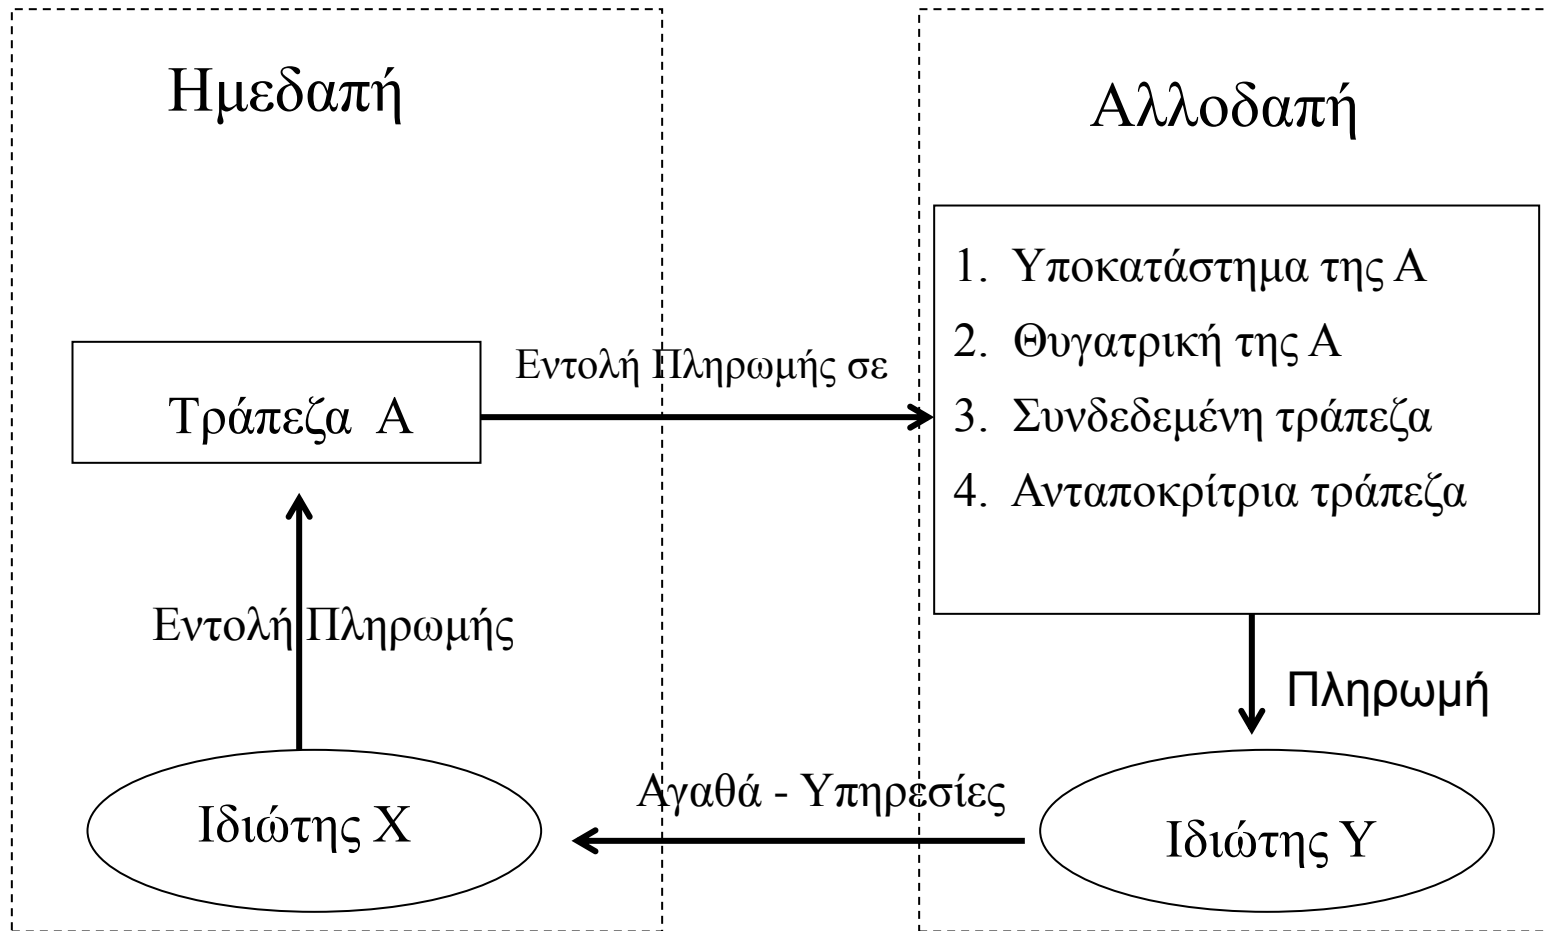 Ημεδαπή
Αλλοδαπή
1. Υποκατάστημα της Α
2. Θυγατρική της Α
3. Συνδεδεμένη τράπεζα
4. Ανταποκρίτρια τράπεζα
Εντολή Πληρωμής σε
Τράπεζα Α
Εντολή Πληρωμής
Πληρωμή
Αγαθά - Υπηρεσίες
Ιδιώτης Χ
Ιδιώτης Υ